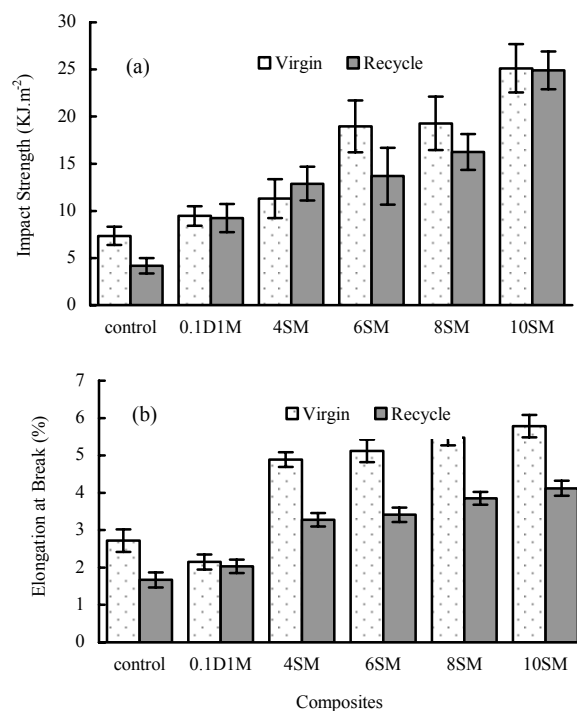 30
(a)
Virgin Recycle
25
20
15
10
5
0
Impact Strength (KJ.m-2)
control 0.1D1M 4SM 6SM 8SM 10SM
7
(b)
Virgin Recycle
6
5
4
3
2
1
0
Elongation at Break (%)
control 0.1D1M 4SM 6SM 8SM 10SM
Composites